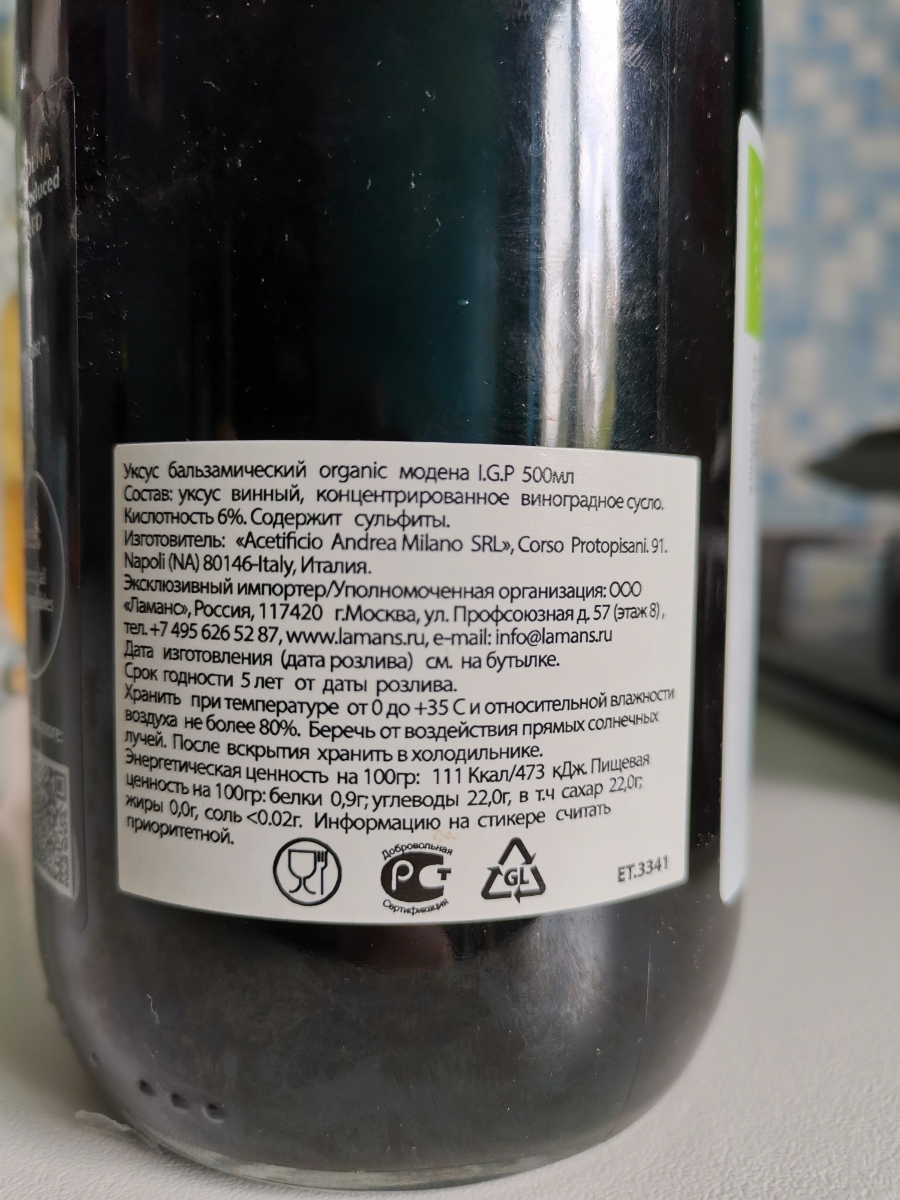 Уксус бальзамический organic модена I.G.P 500мл
Состав: уксус винный, концентрированное виноградное сусло.
Кислотность 6%. Содержит сульфиты.
Изготовитель: «Acetificio Andrea Milano SRL», Corso Protopisani. 91.
Napoli (NA) 80146-Italy, Италия.
Эксклюзивный импортер/Уполномоченная организация: ООО
«Ламанс», Россия, 117420 г.Москва, ул. Профсоюзная д. 57 (этаж 8),
тел. +7 495 626 52 87, www.lamans.ru, e-mail: info@lamans.ru
Дата изготовления (дата розлива) см. на бутылке.
Срок годности 5 лет от даты розлива.
Хранить при температуре от 0 до +35 С и относительной влажности
воздуха не более 80%. Беречь от воздействия прямых солнечных
лучей. После вскрытия хранить в холодильнике.
Энергетическая ценность на 100гр: 111 Ккал/473 кДж. Пищевая
ценность на 100гр: белки 0,9г; углеводы 22,0г, в т.ч сахар 22,0г;
жиры 0,0г, соль <0.02г. Информацию на стикере считать
приоритетной.
Добровольная
РСТ
Сертификация
GL
ET.3341